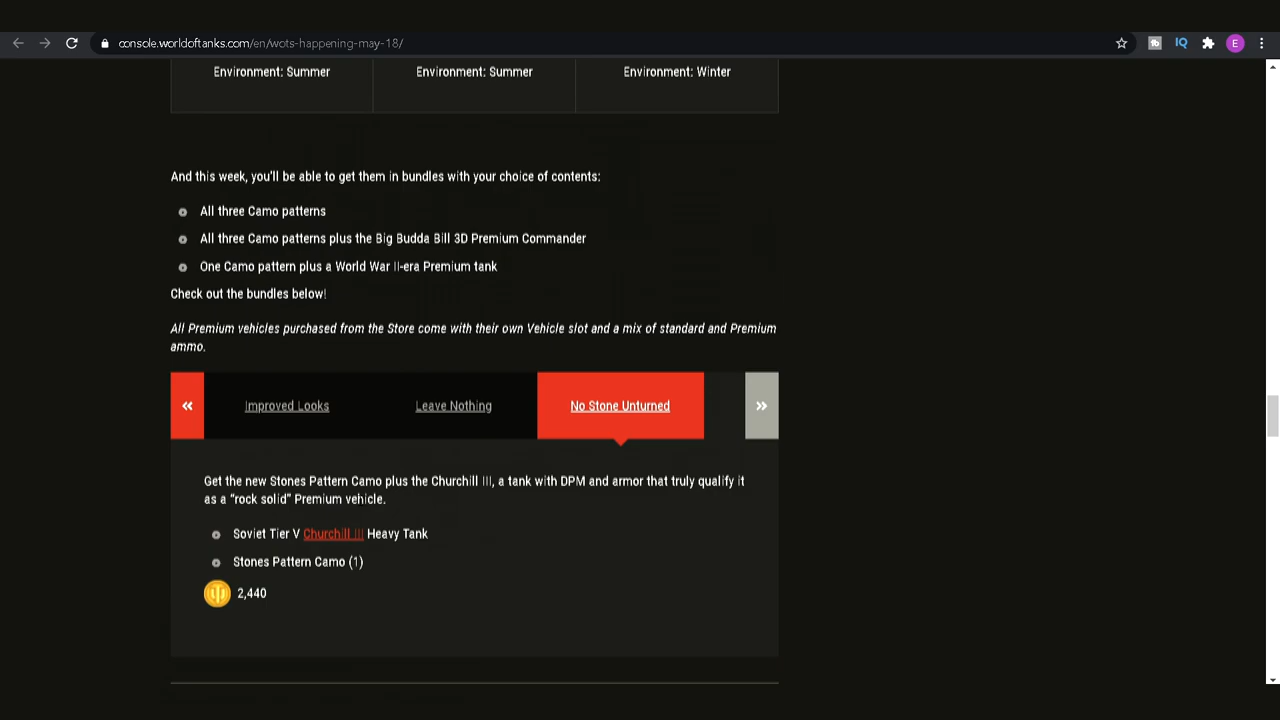 console.worldoftanks.com/en/wots-happening-may-18/
IQ
E
Environment: Summer
Environment: Summer
Environment: Winter
And this week, you'll be able to get them in bundles with your choice of contents:
All three Camo patterns
All three Camo patterns plus the Big Budda Bill 3D Premium Commander
One Camo pattern plus a World War II-era Premium tank
Check out the bundles below!
All Premium vehicles purchased from the Store come with their own Vehicle slot and a mix of standard and Premium
ammo.
«
Improved Looks
Leave Nothing
No Stone Unturned
»
Get the new Stones Pattern Camo plus the Churchill III, a tank with DPM and armor that truly qualify it
as a “rock solid” Premium vehicle.
Soviet Tier V Churchill III Heavy Tank
Stones Pattern Camo (1)
2,440